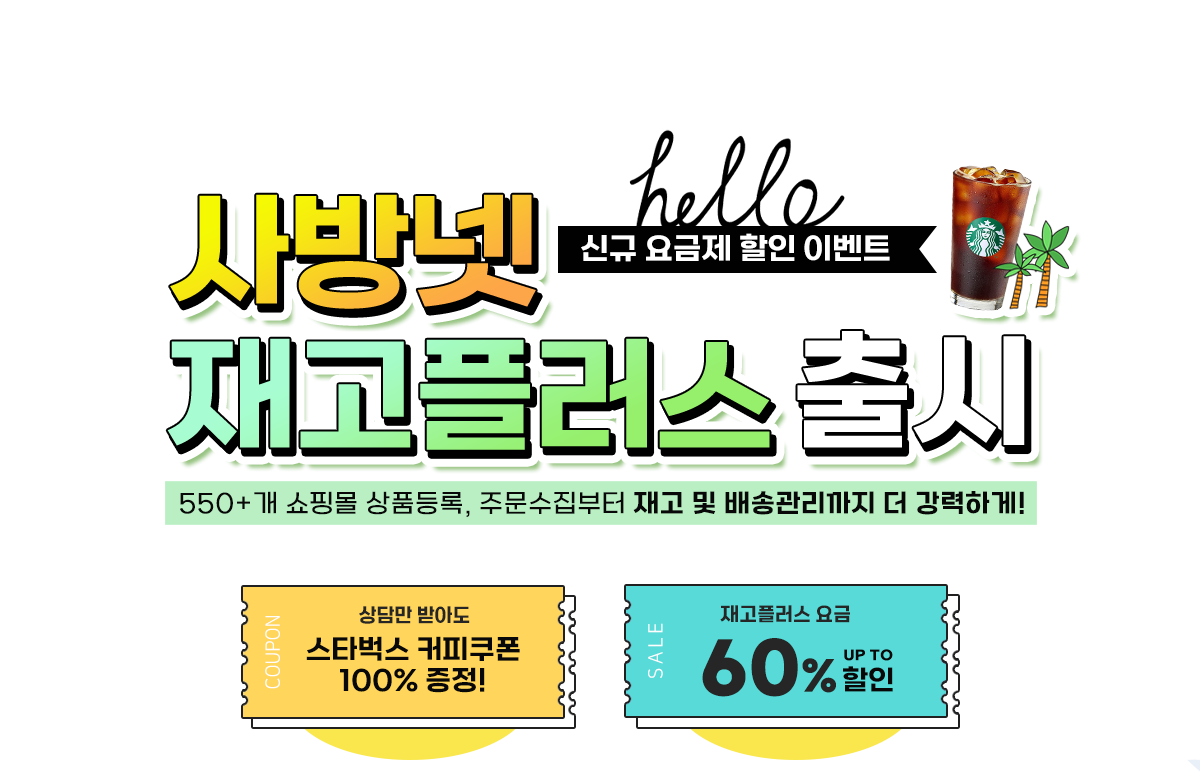 hello
사방넷
신규 요금제 할인 이벤트
재고플러스 출시
550+개 쇼핑몰 상품등록, 주문수집부터 재고 및 배송관리까지 더 강력하게!
COUPON
상담만 받아도
스타벅스 커피쿠폰
100% 증정!
SALE
재고플러스 요금
60% UP TO
할인